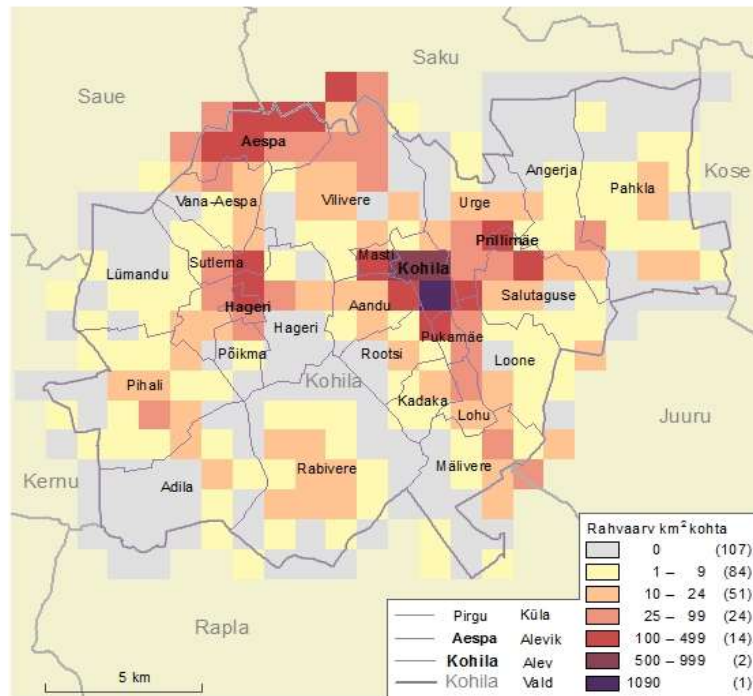 Saku
Saue
Aespa
Angerja
Kose
Pahkla
Vana-Aespa
Vilivere
Urge
Prillimäe
Masti
Sutlema
Kohila
Lümandu
Hageri
Aandu
Salutaguse
Hageri
Pukamäe
Põikma
Rootsi
Loone
Kohila
Pihali
Kadaka
Lohu
Juuru
Rabivere
Mälivere
Kernu
Adila
Rapla
5 km
Pirgu Küla
Aespa Alevik
Kohila Alev
Kohila Vald
Rahvaarv km² kohta
0 (107)
1 – 9 (84)
10 – 24 (51)
25 – 99 (24)
100 – 499 (14)
500 – 999 (2)
1090 (1)